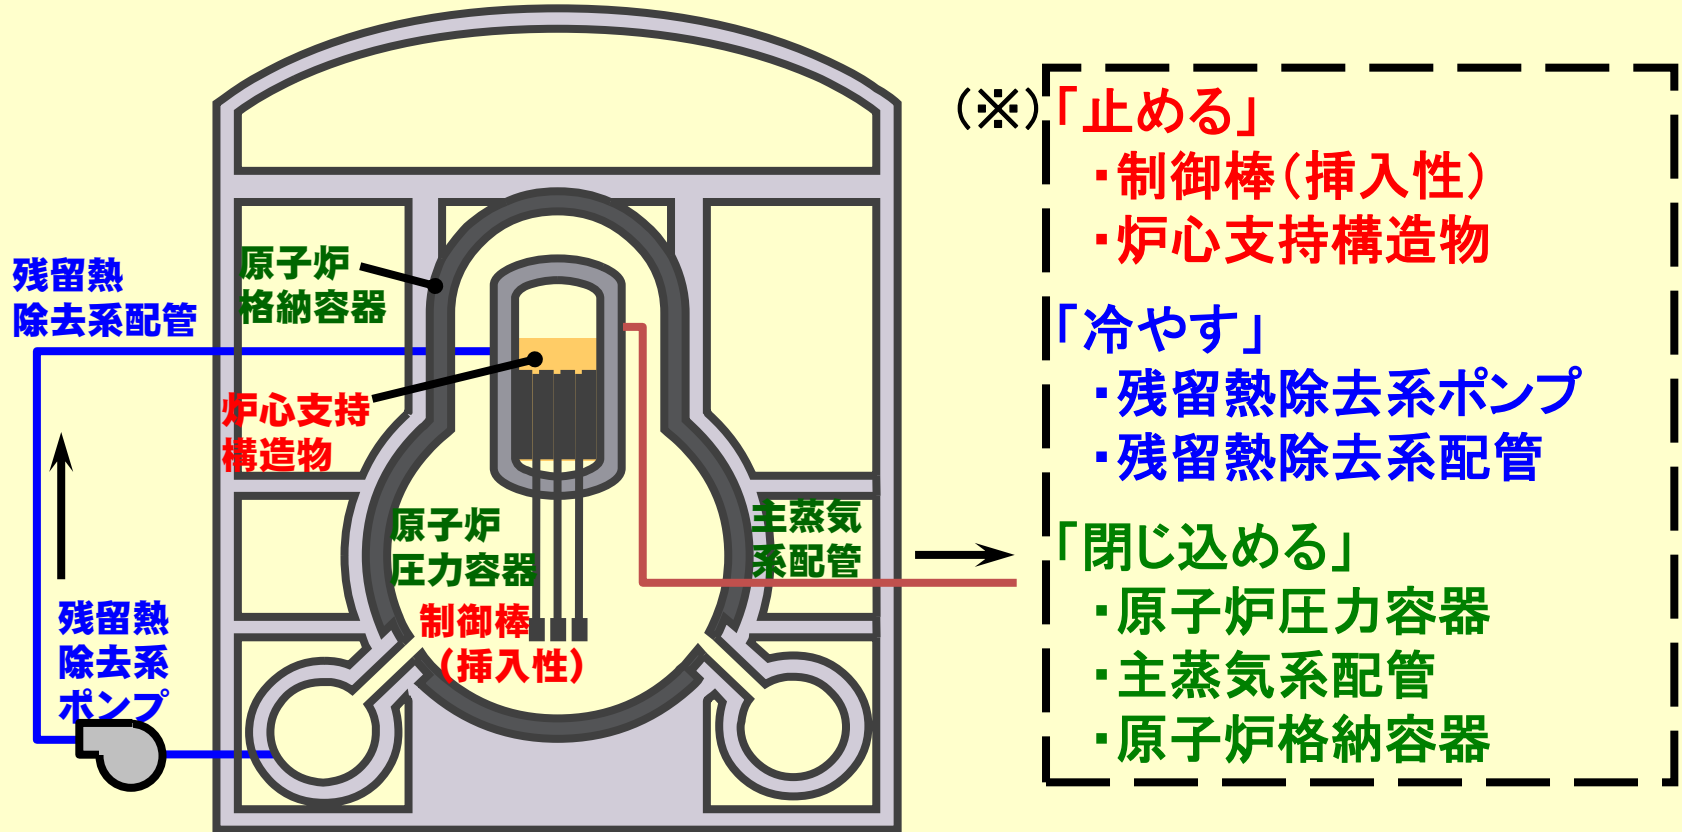 原子炉
格納容器
残留熱
除去系配管
炉心支持
構造物
原子炉
圧力容器
主蒸気
系配管
制御棒
（挿入性）
残留熱
除去系
ポンプ
（※）
「止める」
・制御棒（挿入性）
・炉心支持構造物
「冷やす」
・残留熱除去系ポンプ
・残留熱除去系配管
「閉じ込める」
・原子炉圧力容器
・主蒸気系配管
・原子炉格納容器